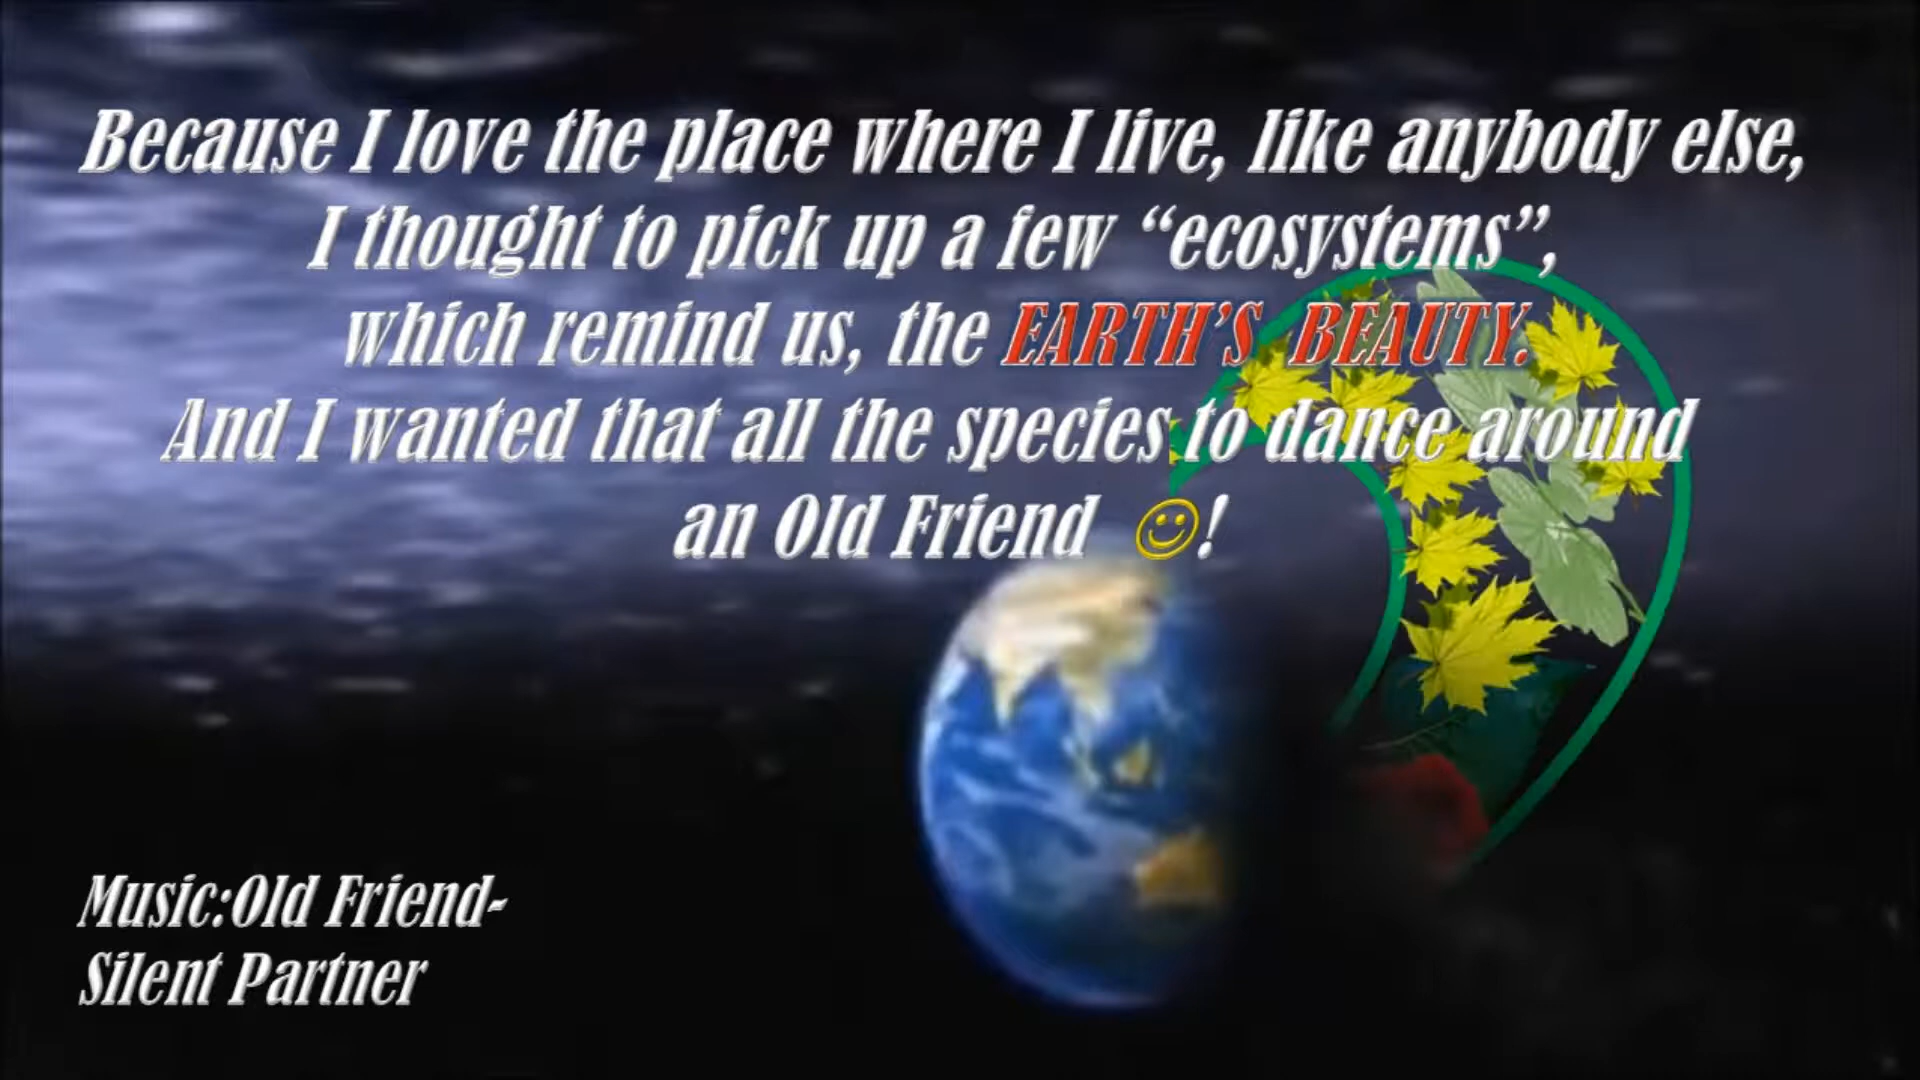 Because I love the place where I live, like anybody else,
I thought to pick up a few “ecosystems”,
which remind us, the EARTH’S BEAUTY.
And I wanted that all the species to dance around
an Old Friend ☺!
Music:Old Friend-
Silent Partner